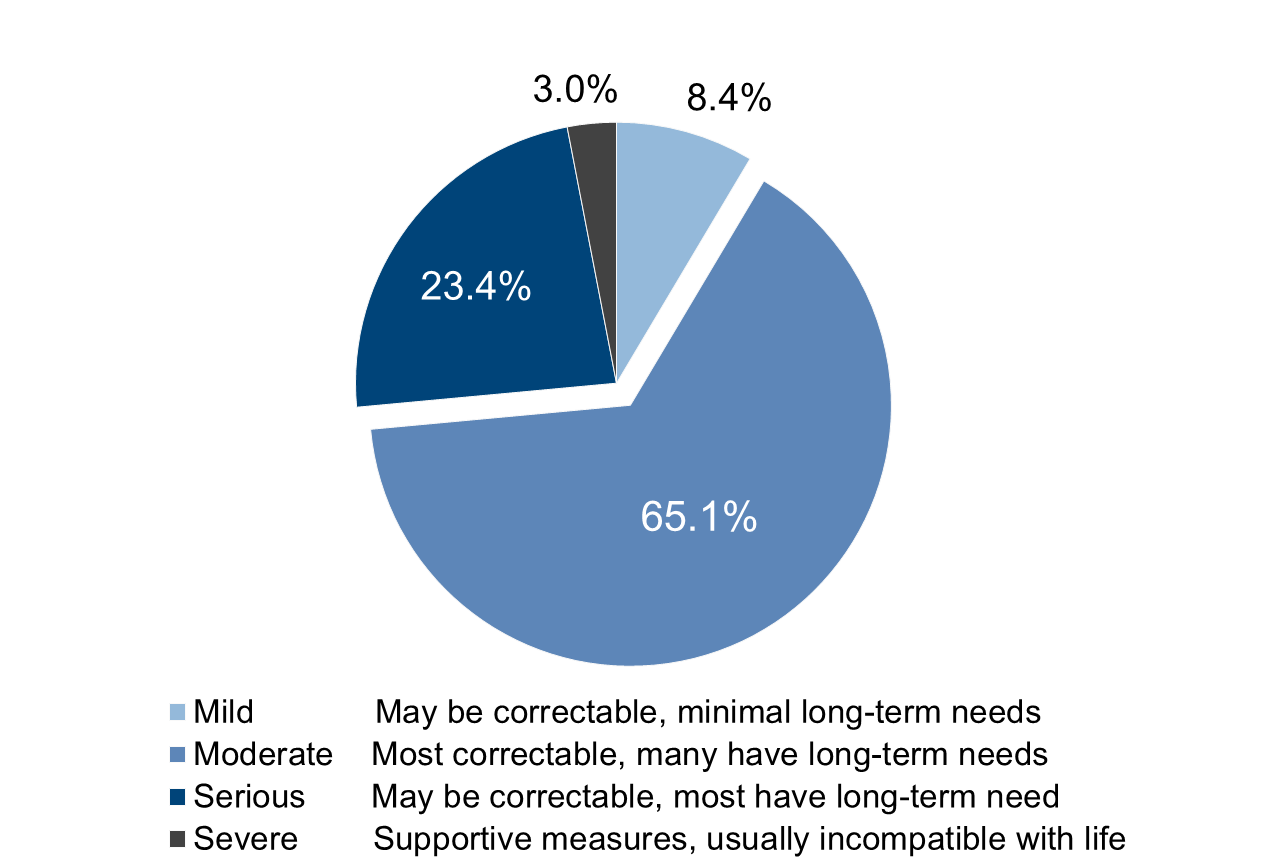 3.0%
8.4%
23.4%
65.1%
Mild May be correctable, minimal long-term needs
Moderate Most correctable, many have long-term needs
Serious May be correctable, most have long-term need
Severe Supportive measures, usually incompatible with life